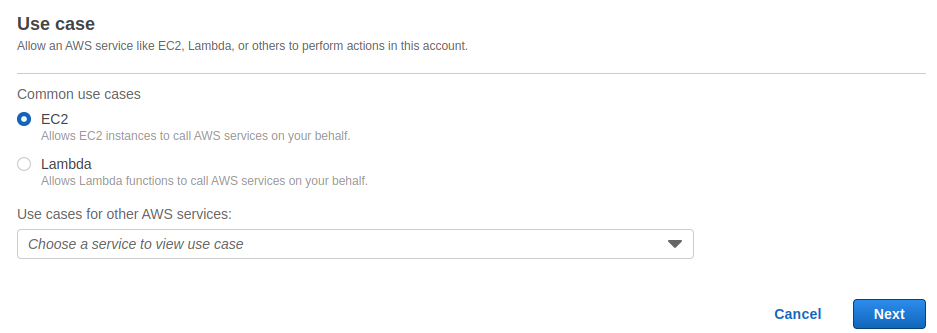 Use case
Allow an AWS service like EC2, Lambda, or others to perform actions in this account.
Common use cases
EC2
Allows EC2 instances to call AWS services on your behalf.
Lambda
Allows Lambda functions to call AWS services on your behalf.
Use cases for other AWS services:
Choose a service to view use case
Cancel
Next